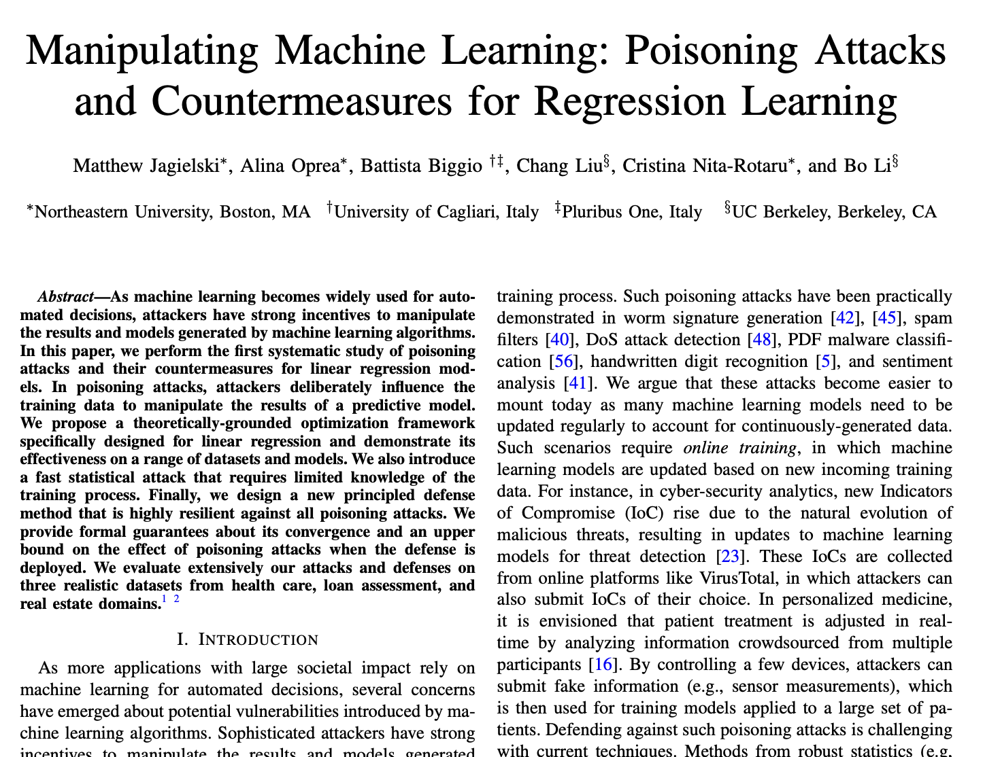 Manipulating Machine Learning: Poisoning Attacks
and Countermeasures for Regression Learning
Matthew Jagielski*, Alina Oprea*, Battista Biggio †‡, Chang Liu§, Cristina Nita-Rotaru*, and Bo Li§
*Northeastern University, Boston, MA †University of Cagliari, Italy ‡Pluribus One, Italy §UC Berkeley, Berkeley, CA
Abstract—As machine learning becomes widely used for auto-
mated decisions, attackers have strong incentives to manipulate
the results and models generated by machine learning algorithms.
In this paper, we perform the first systematic study of poisoning
attacks and their countermeasures for linear regression mod-
els. In poisoning attacks, attackers deliberately influence the
training data to manipulate the results of a predictive model.
We propose a theoretically-grounded optimization framework
specifically designed for linear regression and demonstrate its
effectiveness on a range of datasets and models. We also introduce
a fast statistical attack that requires limited knowledge of the
training process. Finally, we design a new principled defense
method that is highly resilient against all poisoning attacks. We
provide formal guarantees about its convergence and an upper
bound on the effect of poisoning attacks when the defense is
deployed. We evaluate extensively our attacks and defenses on
three realistic datasets from health care, loan assessment, and
real estate domains.1 2
I. INTRODUCTION
As more applications with large societal impact rely on
machine learning for automated decisions, several concerns
have emerged about potential vulnerabilities introduced by ma-
chine learning algorithms. Sophisticated attackers have strong
incentives to manipulate the results and models generated
training process. Such poisoning attacks have been practically
demonstrated in worm signature generation [42], [45], spam
filters [40], DoS attack detection [48], PDF malware classifi-
cation [56], handwritten digit recognition [5], and sentiment
analysis [41]. We argue that these attacks become easier to
mount today as many machine learning models need to be
updated regularly to account for continuously-generated data.
Such scenarios require online training, in which machine
learning models are updated based on new incoming training
data. For instance, in cyber-security analytics, new Indicators
of Compromise (IoC) rise due to the natural evolution of
malicious threats, resulting in updates to machine learning
models for threat detection [23]. These IoCs are collected
from online platforms like VirusTotal, in which attackers can
also submit IoCs of their choice. In personalized medicine,
it is envisioned that patient treatment is adjusted in real-
time by analyzing information crowdsourced from multiple
participants [16]. By controlling a few devices, attackers can
submit fake information (e.g., sensor measurements), which
is then used for training models applied to a large set of pa-
tients. Defending against such poisoning attacks is challenging
with current techniques. Methods from robust statistics (e.g.